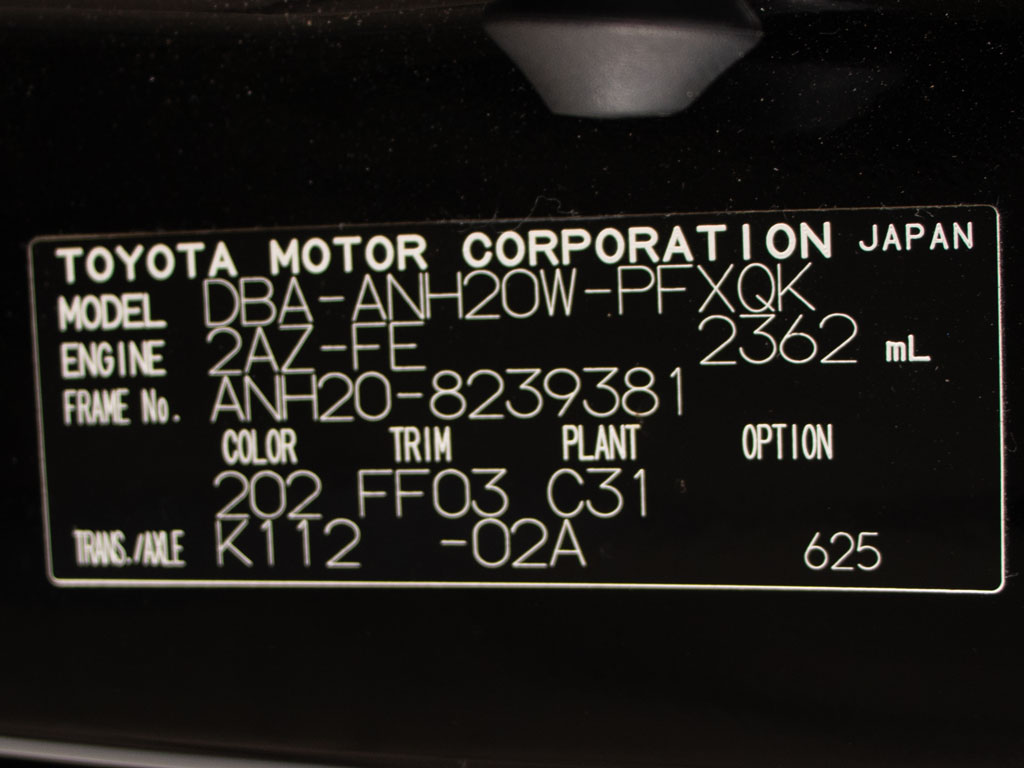 TOYOTA MOTOR CORPORATION JAPAN
MODEL DBA-ANH20W-PFXQK
ENGINE 2AZ-FE 2362 mL
FRAME No. ANH20-8239381
COLOR TRIM PLANT OPTION
202 FF03 C31
TRANS./AXLE K112 -02A 625